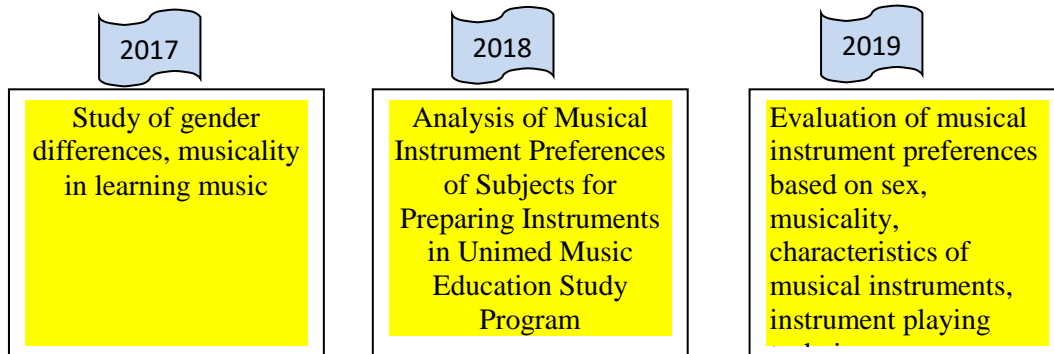 2017
Study of gender
differences, musicality
in learning music
2018
Analysis of Musical
Instrument Preferences
of Subjects for
Preparing Instruments
in Unimed Music
Education Study
Program
2019
Evaluation of musical
instrument preferences
based on sex,
musicality,
characteristics of
musical instruments,
instrument playing